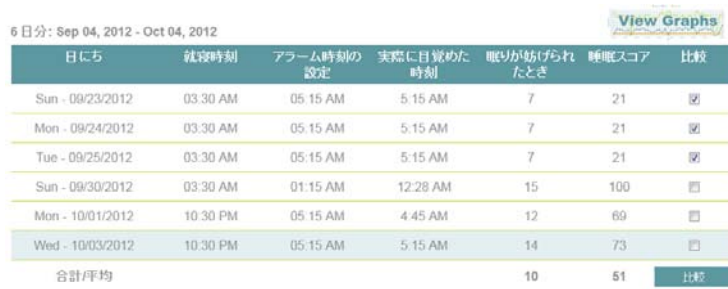 View Graphs
6日分: Sep 04, 2012 - Oct 04, 2012
日にち 就寝時刻 アラーム時刻の設定 実際に目覚めた時刻 眠りが妨げられたとき 睡眠スコア 比較
Sun - 09/23/2012 03:30 AM 05:15 AM 5:15 AM 7 21
Mon - 09/24/2012 03:30 AM 05:15 AM 5:15 AM 7 21
Tue - 09/25/2012 03:30 AM 05:15 AM 5:15 AM 7 21
Sun - 09/30/2012 03:30 AM 01:15 AM 12:28 AM 15 100
Mon - 10/01/2012 10:30 PM 05:15 AM 4:45 AM 12 69
Wed - 10/03/2012 10:30 PM 05:15 AM 5:15 AM 14 73
合計/平均 10 51 比較